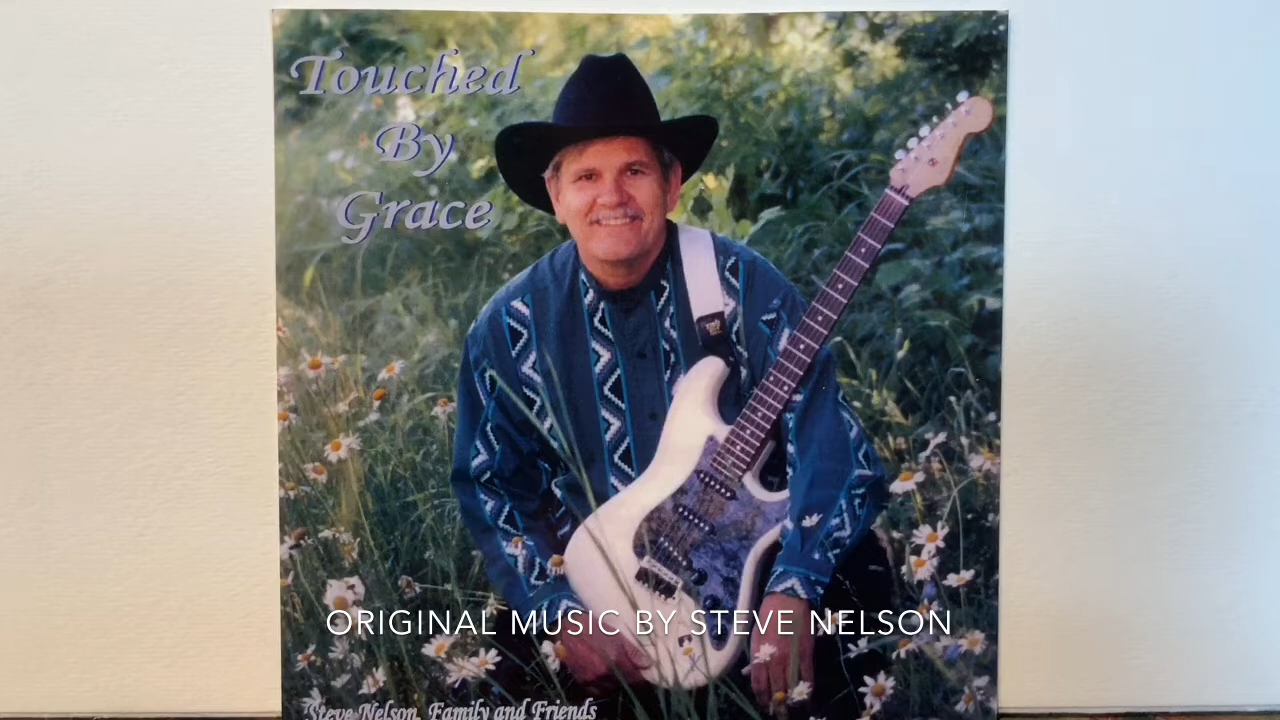 Touched
By
Grace
ORIGINAL MUSIC BY STEVE NELSON
Steve Nelson, Family and Friends